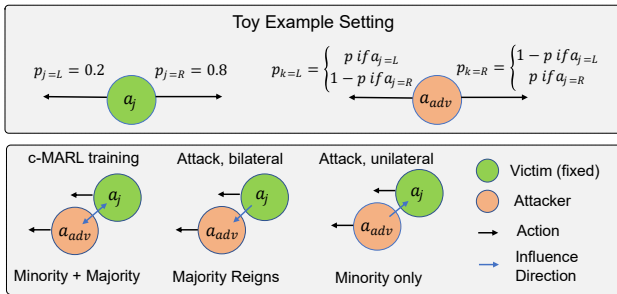 Toy Example Setting
p_{j=L} = 0.2
p_{j=R} = 0.8
a_j
p_{k=L} = { p if a_{j=L}
1 - p if a_{j=R}
p_{k=R} = { 1 - p if a_{j=L}
p if a_{j=R}
a_{adv}
c-MARL training
a_j
a_{adv}
Minority + Majority
Attack, bilateral
a_j
a_{adv}
Majority Reigns
Attack, unilateral
a_j
a_{adv}
Minority only
Victim (fixed)
Attacker
Action
Influence
Direction